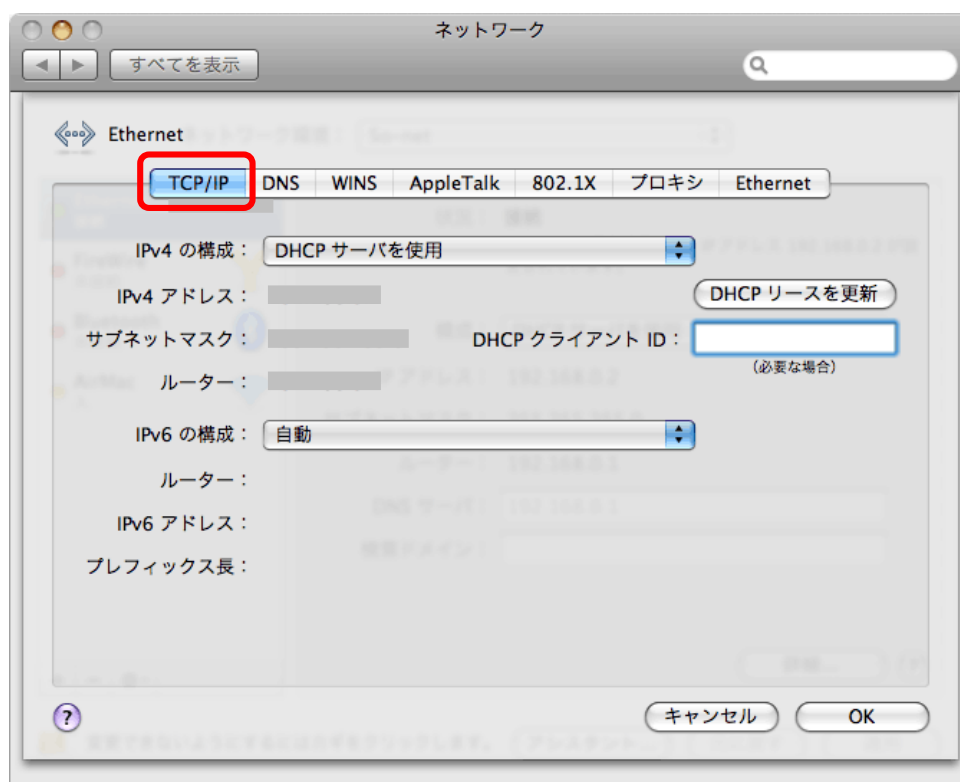 ネットワーク
すべてを表示
Ethernet
TCP/IP DNS WINS AppleTalk 802.1X プロキシ Ethernet
IPv4 の構成: DHCP サーバを使用
IPv4 アドレス: DHCP リースを更新
サブネットマスク: DHCP クライアント ID:
(必要な場合)
ルーター:
IPv6 の構成: 自動
ルーター:
IPv6 アドレス:
プレフィックス長:
? キャンセル OK